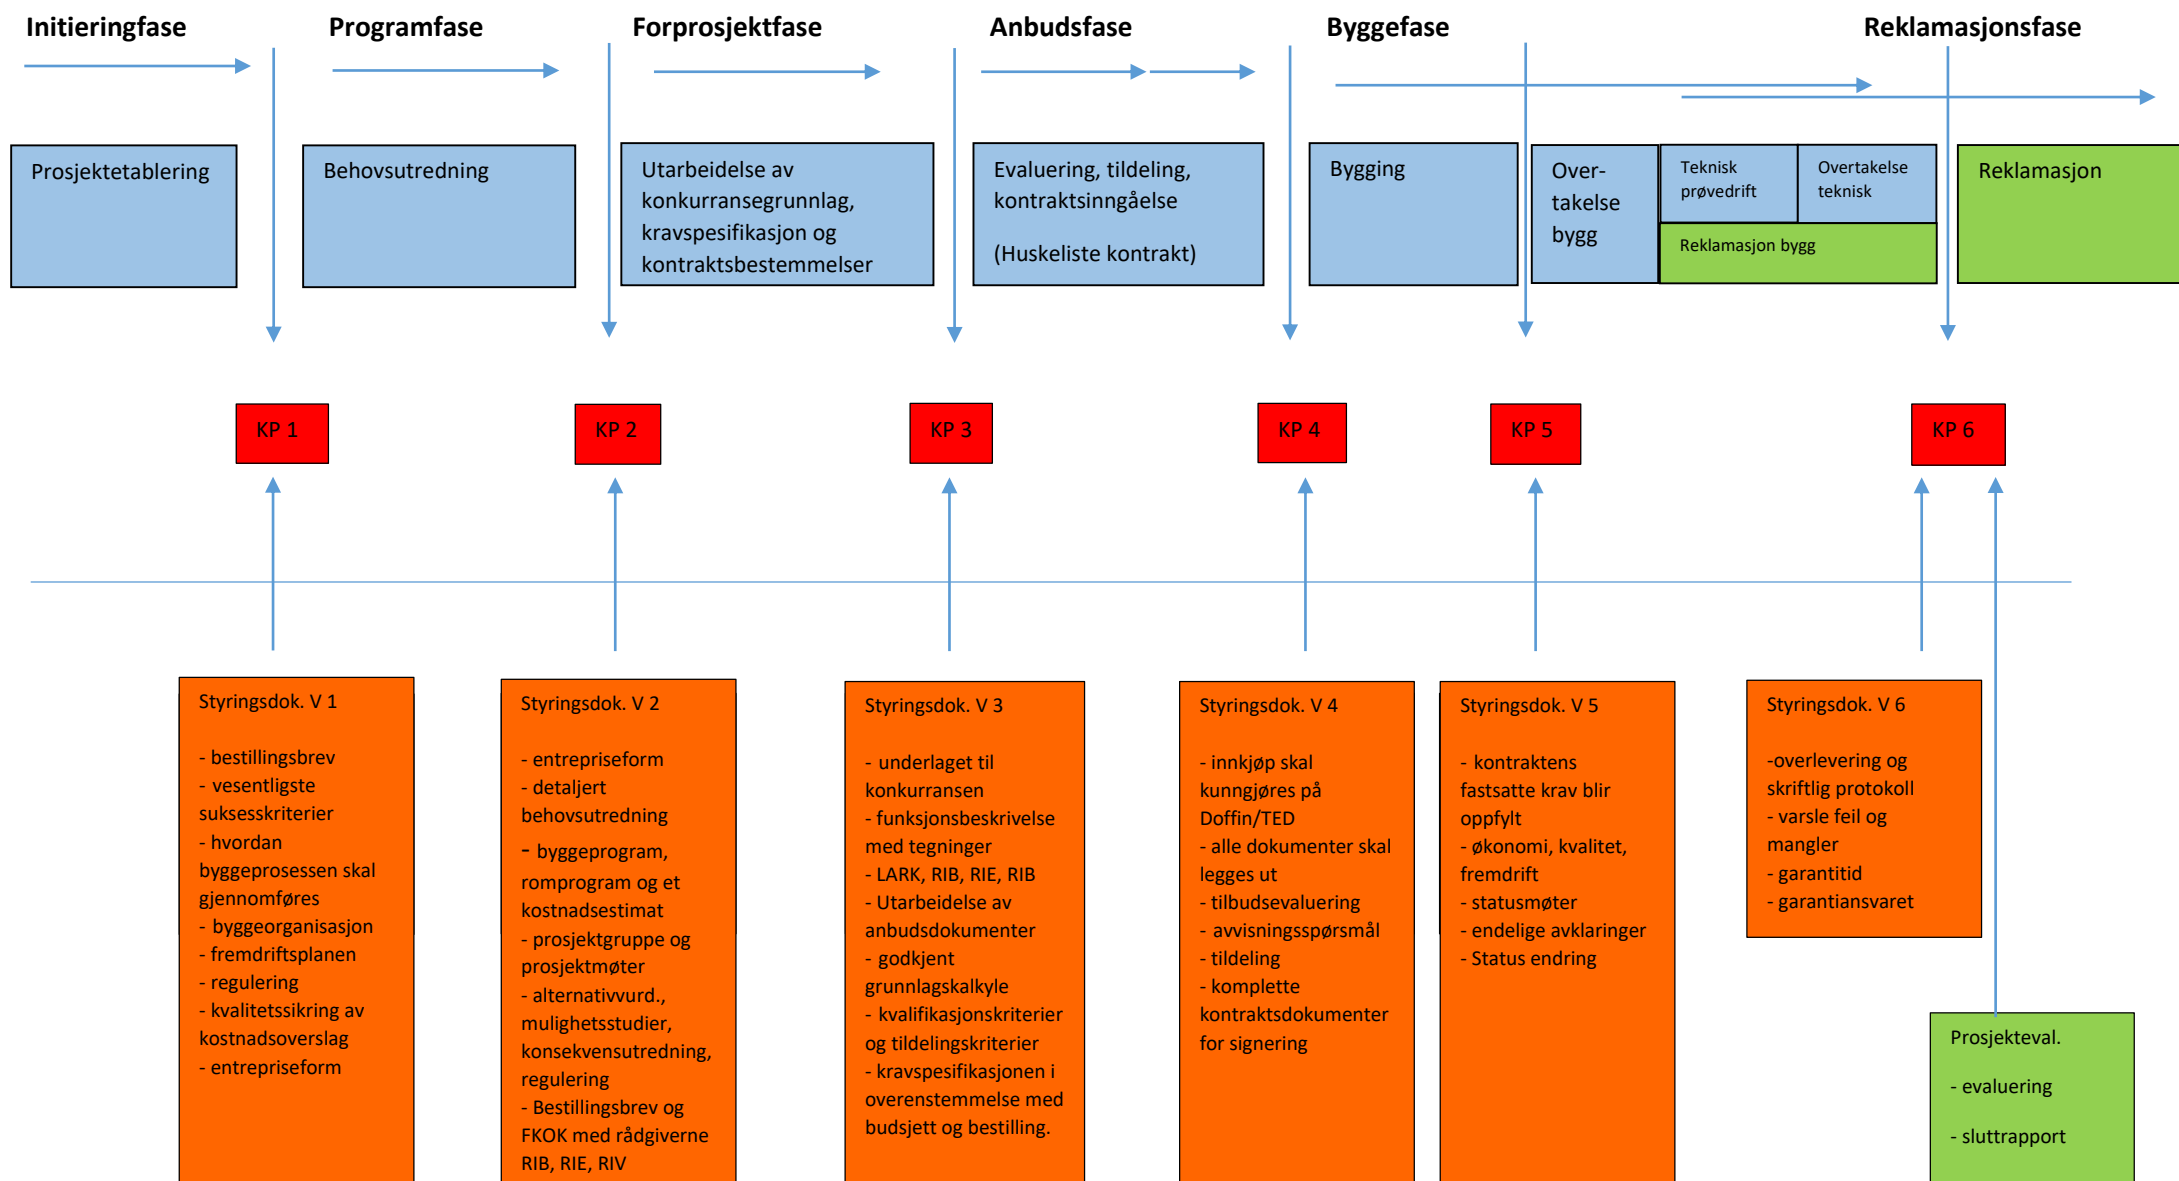 Initieringfase
Programfase
Forprosjektfase
Anbudsfase
Byggefase
Reklamasjonsfase
Prosjektetablering
Behovsutredning
Utarbeidelse av
konkurransegrunnlag,
kravspesifikasjon og
kontraktsbestemmelser
Evaluering, tildeling,
kontraktsinngåelse
(Huskeliste kontrakt)
Bygging
Over-
takelse
bygg
Teknisk
prøvedrift
Overtakelse
teknisk
Reklamasjon bygg
Reklamasjon
KP 1
KP 2
KP 3
KP 4
KP 5
KP 6
Styringsdok. V 1
- bestillingsbrev
- vesentligste
suksesskriterier
- hvordan
byggeprosessen skal
gjennomføres
- byggeorganisasjon
- fremdriftsplanen
- regulering
- kvalitetssikring av
kostnadsoverslag
- entrepriseform
Styringsdok. V 2
- entrepriseform
- detaljert
behovsutredning
- byggeprogram,
romprogram og et
kostnadsestimat
- prosjektgruppe og
prosjektmøter
- alternativvurd.,
mulighetsstudier,
konsekvensutredning,
regulering
- Bestillingsbrev og
FKOK med rådgiverne
RIB, RIE, RIV
Styringsdok. V 3
- underlaget til
konkurransen
- funksjonsbeskrivelse
med tegninger
- LARK, RIB, RIE, RIB
- Utarbeidelse av
anbudsdokumenter
- godkjent
grunnlagskalkyle
- kvalifikasjonskriterier
og tildelingskriterier
- kravspesifikasjonen i
overenstemmelse med
budsjett og bestilling.
Styringsdok. V 4
- innkjøp skal
kunngjøres på
Doffin/TED
- alle dokumenter skal
legges ut
- tilbudsevaluering
- avvisningsspørsmål
- tildeling
- komplette
kontraktsdokumenter
for signering
Styringsdok. V 5
- kontraktens
fastsatte krav blir
oppfylt
- økonomi, kvalitet,
fremdrift
- statusmøter
- endelige avklaringer
- Status endring
Styringsdok. V 6
-overlevering og
skriftlig protokoll
- varsle feil og
mangler
- garantitid
- garantiansvaret
Prosjekteval.
- evaluering
- sluttrapport